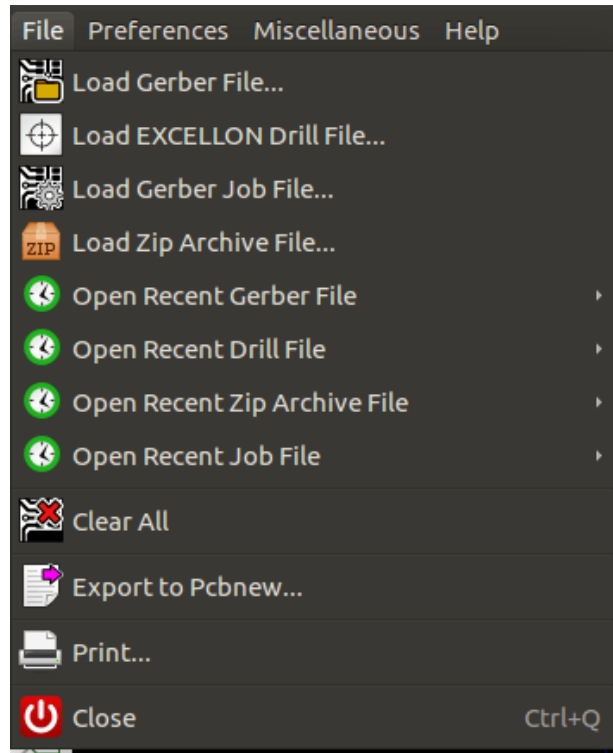 File Preferences Miscellaneous Help
Load Gerber File...
Load EXCELLON Drill File...
Load Gerber Job File...
ZIP Load Zip Archive File...
Open Recent Gerber File
Open Recent Drill File
Open Recent Zip Archive File
Open Recent Job File
Clear All
Export to Pcbnew...
Print...
Close Ctrl+Q